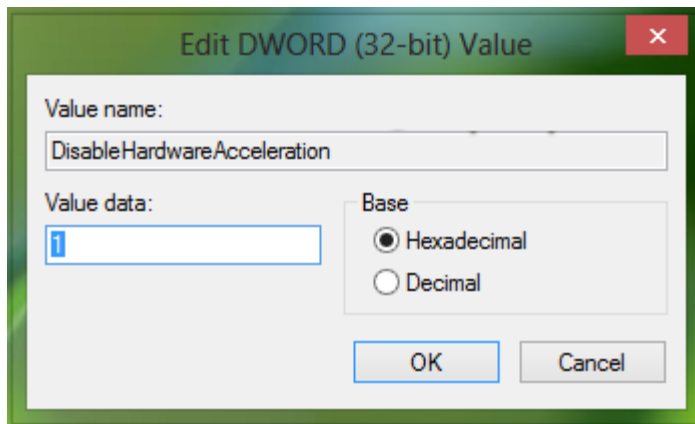 Edit DWORD (32-bit) Value
Value name:
DisableHardwareAcceleration
Value data:
1
Base
Hexadecimal
Decimal
OK
Cancel